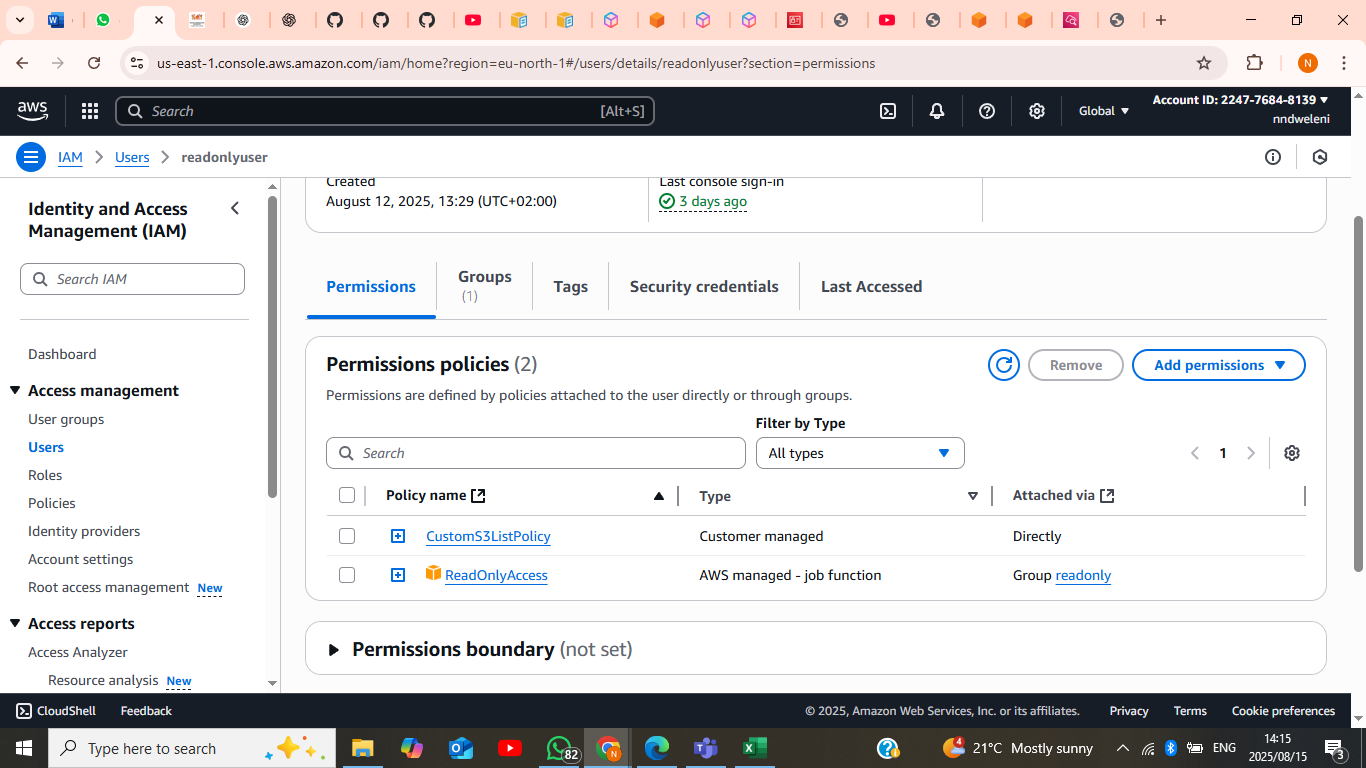 us-east-1.console.aws.amazon.com/iam/home?region=eu-north-1#/users/details/readonlyuser?section=permissions
N
aws
Search [Alt+S]
Global
Account ID: 2247-7684-8139
nndweleni
IAM
Users
readonlyuser
Identity and Access Management (IAM)
Search IAM
Dashboard
Access management
User groups
Users
Roles
Policies
Identity providers
Account settings
Root access management New
Access reports
Access Analyzer
Resource analysis New
Created
August 12, 2025, 13:29 (UTC+02:00)
Last console sign-in
3 days ago
Permissions
Groups
(1)
Tags
Security credentials
Last Accessed
Permissions policies (2)
Remove
Add permissions
Permissions are defined by policies attached to the user directly or through groups.
Filter by Type
Search
All types
1
Policy name
Type
Attached via
CustomS3ListPolicy
Customer managed
Directly
ReadOnlyAccess
AWS managed - job function
Group readonly
Permissions boundary (not set)
CloudShell
Feedback
© 2025, Amazon Web Services, Inc. or its affiliates.
Privacy
Terms
Cookie preferences
Type here to search
82
4
21°C Mostly sunny
ENG
14:15
2025/08/15
3